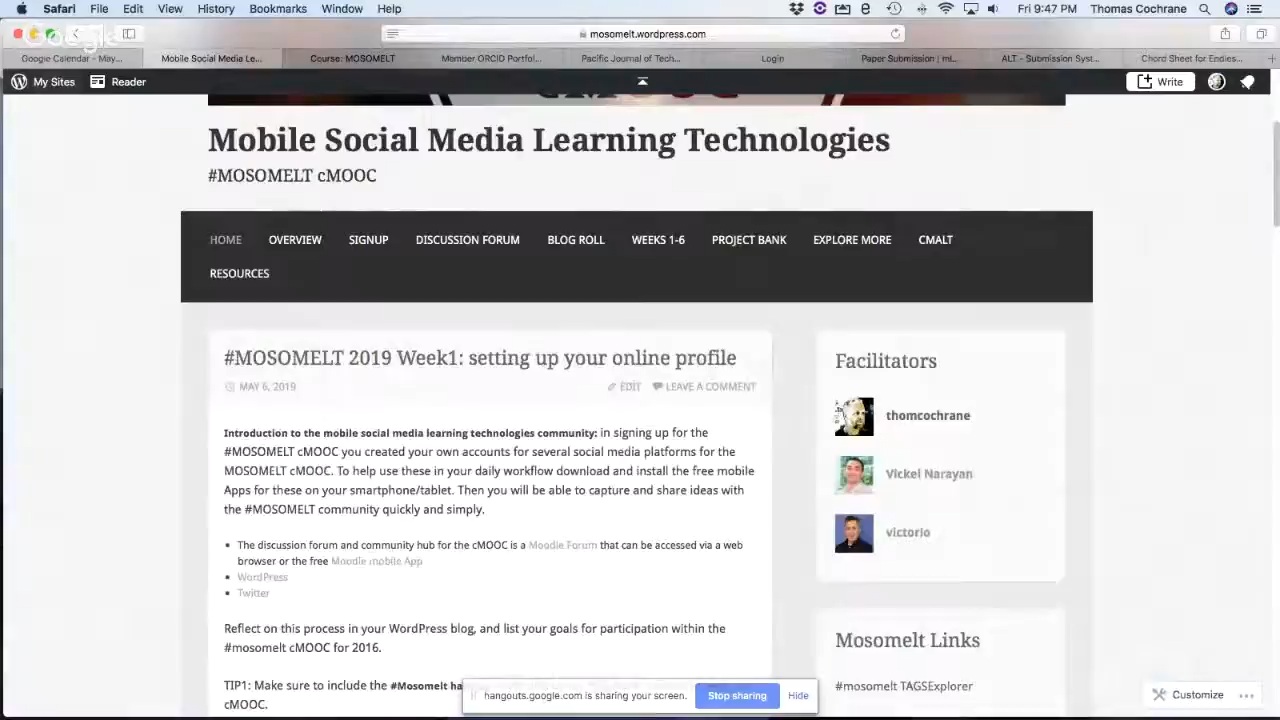 Safari File Edit View History Bookmarks Window Help Fri 9:47 PM Thomas Cochrane
Google
mosomelt.wordpress.com
Google Calendar - May... Mobile Social Media Le... Course: MOSOMELT Member ORCID Portfol... Pacific Journal of Tech... Login Paper Submission | ml... ALT - Submission Syst... Chord Sheet for Endles...
My Sites Reader Write
Mobile Social Media Learning Technologies
#MOSOMELT cMOOC
HOME OVERVIEW SIGNUP DISCUSSION FORUM BLOG ROLL WEEKS 1-6 PROJECT BANK EXPLORE MORE CMALT
RESOURCES
#MOSOMELT 2019 Week1: setting up your online profile
MAY 6, 2019 EDIT LEAVE A COMMENT
Introduction to the mobile social media learning technologies community: in signing up for the
#MOSOMELT cMOOC you created your own accounts for several social media platforms for the
MOSOMELT cMOOC. To help use these in your daily workflow download and install the free mobile
Apps for these on your smartphone/tablet. Then you will be able to capture and share ideas with
the #MOSOMELT community quickly and simply.
The discussion forum and community hub for the cMOOC is a Moodle Forum that can be accessed via a web
browser or the free Moodle mobile App
WordPress
Twitter
Reflect on this process in your WordPress blog, and list your goals for participation within the
#mosomelt cMOOC for 2016.
TIP1: Make sure to include the #Mosomelt ha
cMOOC.
Facilitators
thomcochrane
Vickel Narayan
victorio
Mosomelt Links
#mosomelt TAGSExplorer
hangouts.google.com is sharing your screen. Stop sharing Hide
Customize